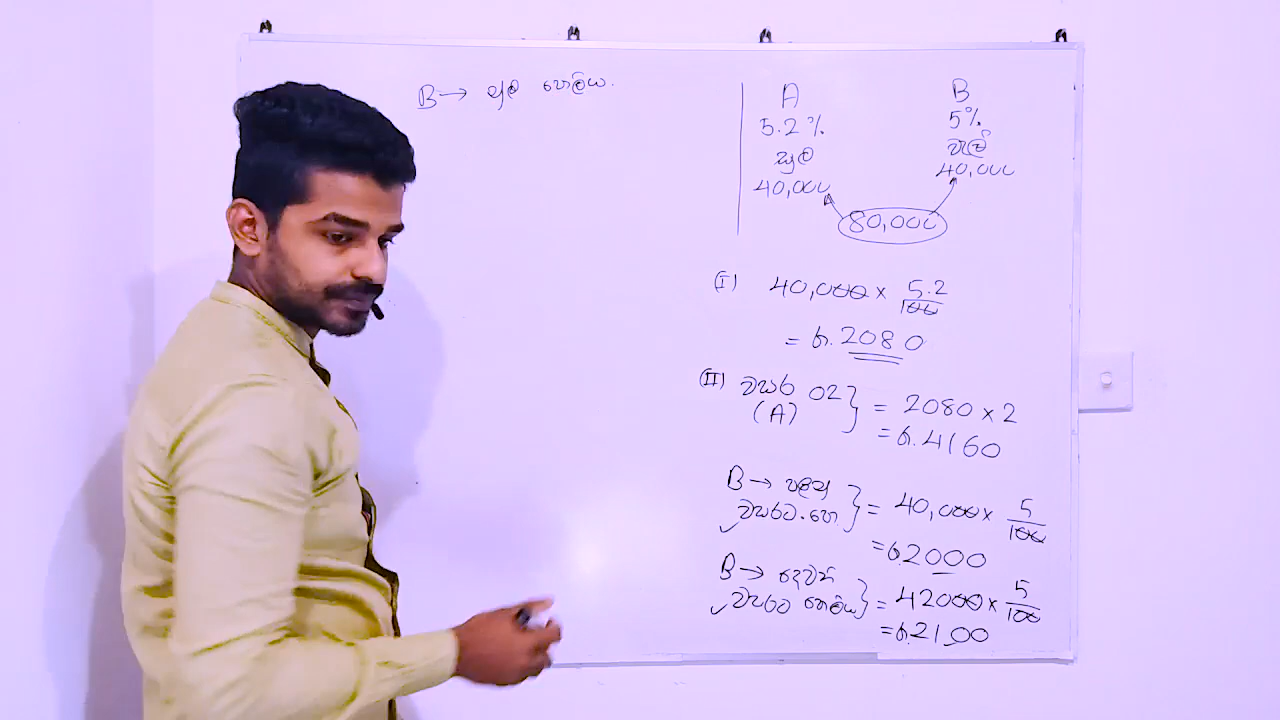 B → මුළු පොලිය.
A B
5.2% 5%
සුළු වැල්
40,000 40,000
80,000
(I) 40,000 × 5.2/100
= රු. 2080
(II) වසර 02 (A) } = 2080 × 2
= රු. 4160
B → පළමු වසරට පො } = 40,000 × 5/100
= රු. 2000
B → දෙවන වසරට පොලිය } = 42000 × 5/100
= රු. 2100